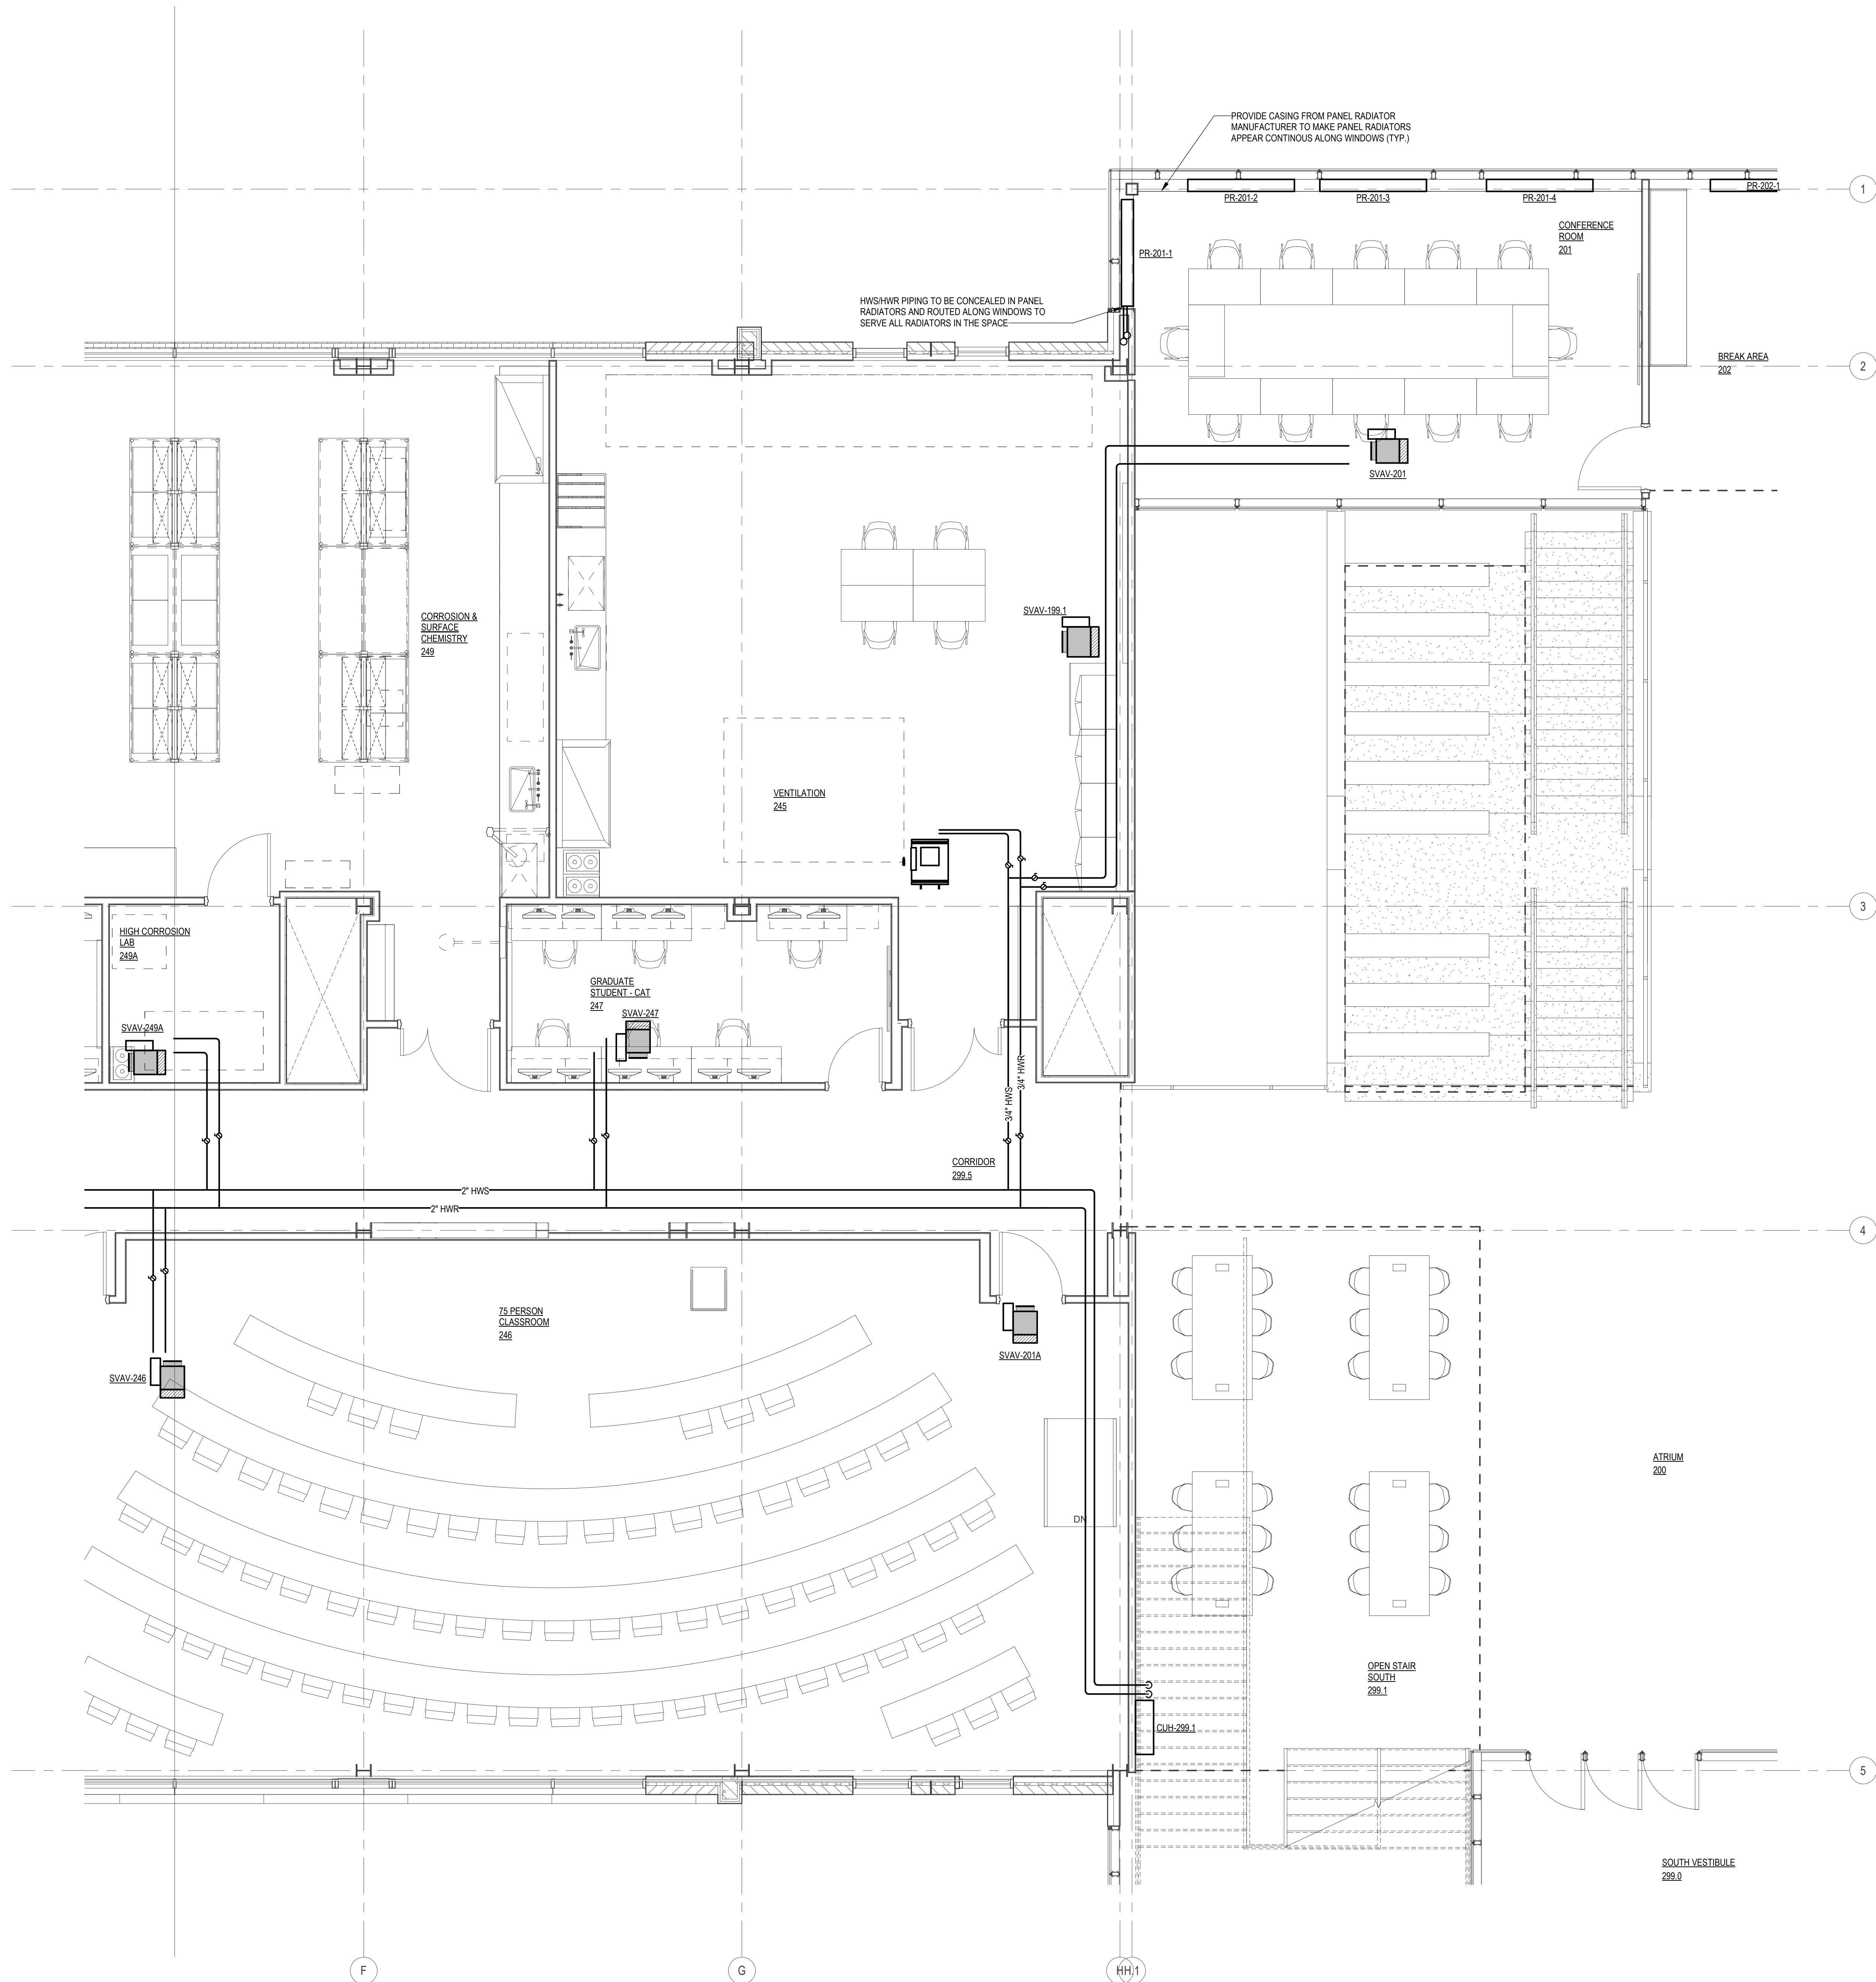 PROVIDE CASING FROM PANEL RADIATOR
MANUFACTURER TO MAKE PANEL RADIATORS
APPEAR CONTINOUS ALONG WINDOWS (TYP.)
1
PR-202-1
PR-201-2
PR-201-3
PR-201-4
CONFERENCE
ROOM
201
PR-201-1
HWS/HWR PIPING TO BE CONCEALED IN PANEL
RADIATORS AND ROUTED ALONG WINDOWS TO
SERVE ALL RADIATORS IN THE SPACE
BREAK AREA
202
2
SVAV-201
SVAV-199.1
CORROSION &
SURFACE
CHEMISTRY
249
VENTILATION
245
3
HIGH CORROSION
LAB
249A
GRADUATE
STUDENT - CAT
247
SVAV-247
SVAV-249A
3/4" HWS
3/4" HWR
CORRIDOR
299.5
2" HWS
2" HWR
4
75 PERSON
CLASSROOM
246
SVAV-201A
SVAV-246
ATRIUM
200
DN
OPEN STAIR
SOUTH
299.1
CUH-299.1
5
SOUTH VESTIBULE
299.0
F
G
H
H.1